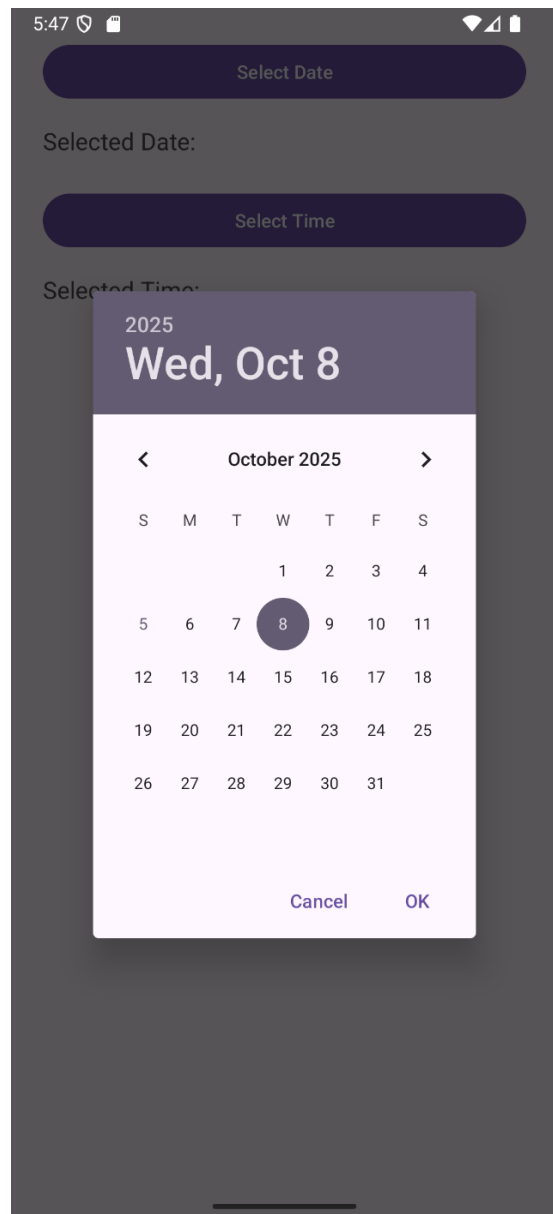 5:47
Select Date
Selected Date:
Select Time
Selected Time:
2025
Wed, Oct 8
October 2025
S M T W T F S
1 2 3 4
5 6 7 8 9 10 11
12 13 14 15 16 17 18
19 20 21 22 23 24 25
26 27 28 29 30 31
Cancel OK